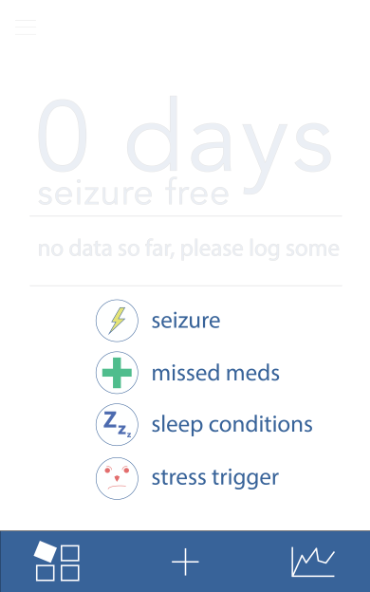 0 days
seizure free
no data so far, please log some
seizure
missed meds
Zzz
sleep conditions
stress trigger